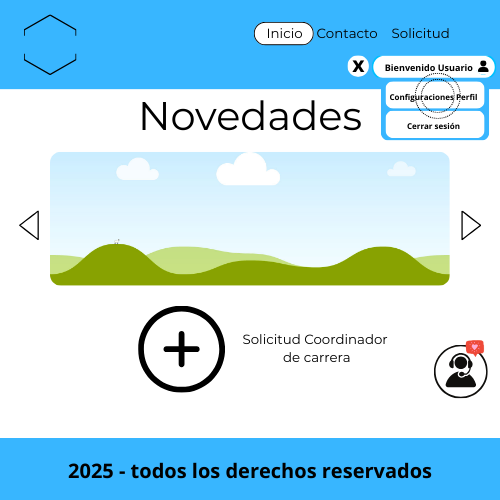 Inicio Contacto Solicitud
X Bienvenido Usuario
Configuraciones Perfil
Cerrar sesión
Novedades
Solicitud Coordinador
de carrera
2025 - todos los derechos reservados